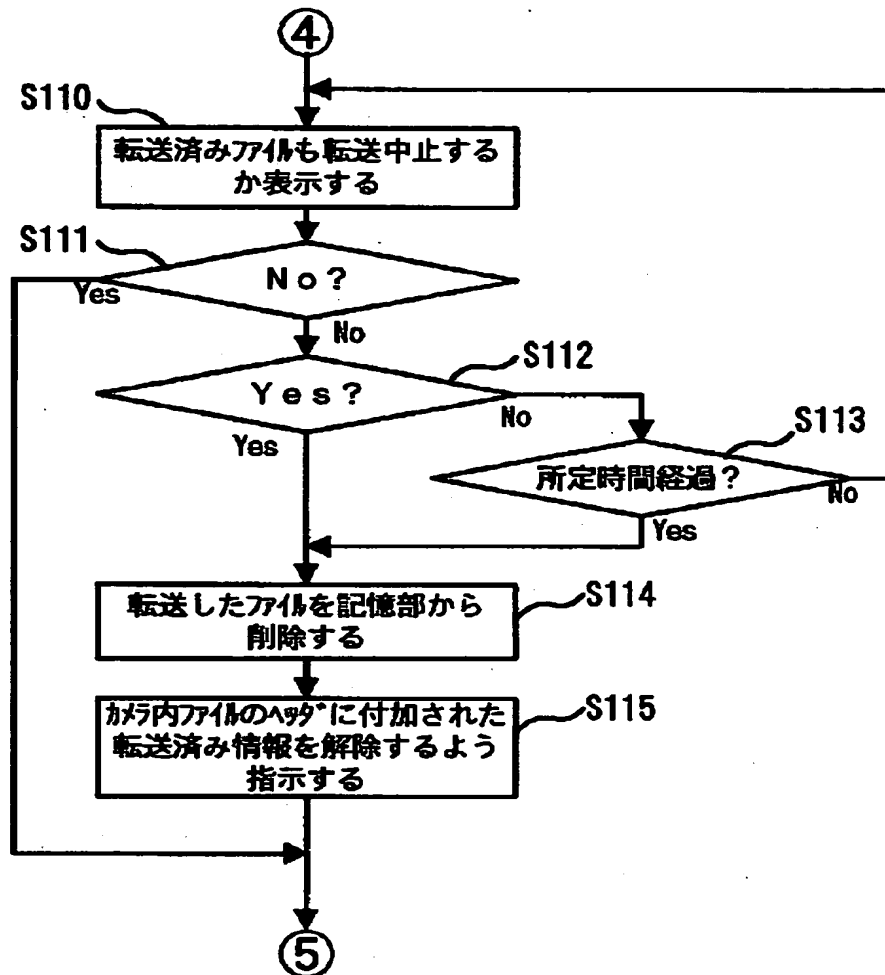 ④
S110
転送済みファイルも転送中止する
か表示する
S111
No?
Yes
No
S112
Yes?
No
Yes
S113
所定時間経過?
No
Yes
転送したファイルを記憶部から
削除する
S114
カメラ内ファイルのヘッダに付加された
転送済み情報を解除するよう
指示する
S115
⑤